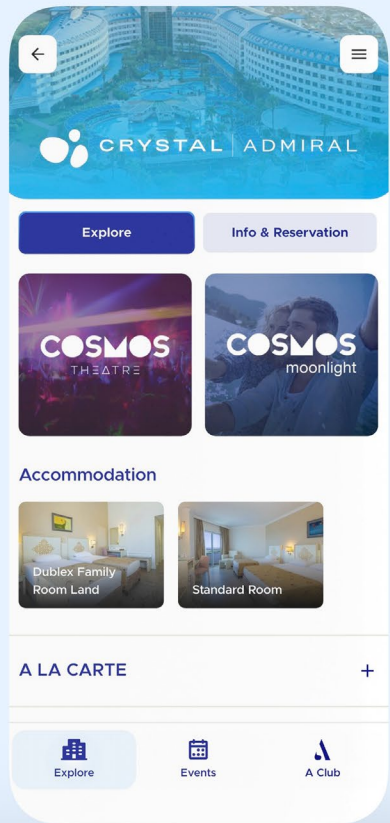 CRYSTAL | ADMIRAL
Explore
Info & Reservation
COSMOS
THEATRE
COSMOS
moonlight
Accommodation
Dublex Family
Room Land
Standard Room
A LA CARTE
Explore
Events
A Club